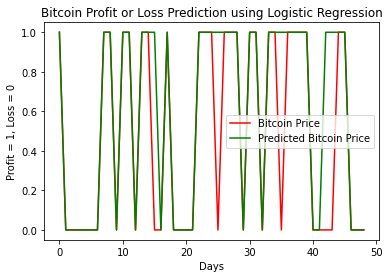 Bitcoin Profit or Loss Prediction using Logistic Regression
1.0
0.8
0.6
0.4
0.2
0.0
Profit = 1, Loss = 0
Bitcoin Price
Predicted Bitcoin Price
0 10 20 30 40 50
Days